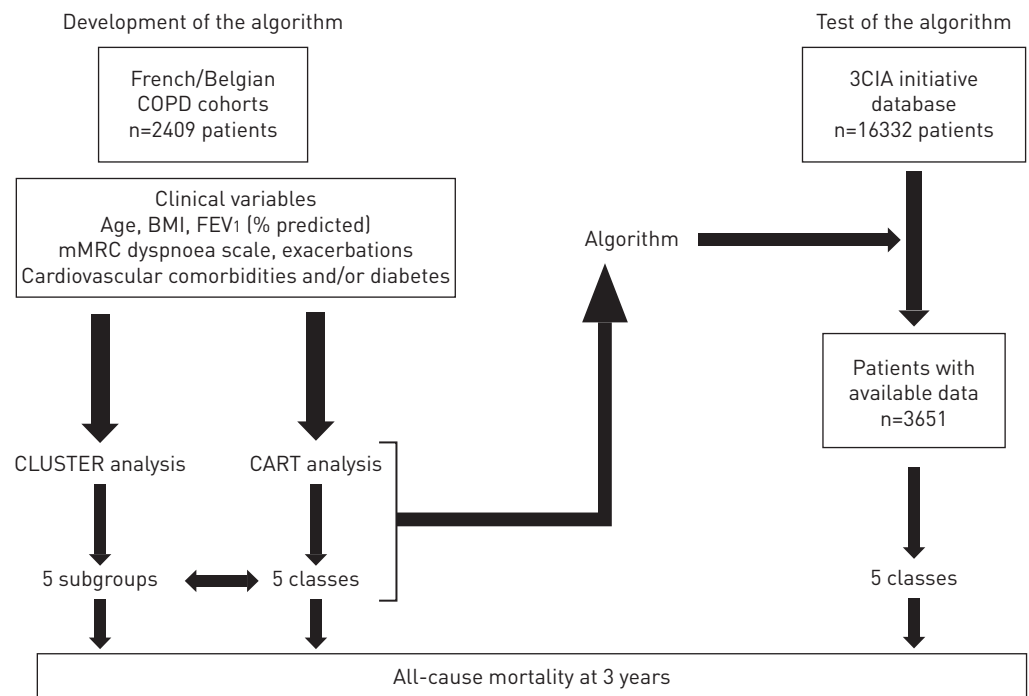 Development of the algorithm
French/Belgian
COPD cohorts
n=2409 patients
Clinical variables
Age, BMI, FEV1 (% predicted)
mMRC dyspnoea scale, exacerbations
Cardiovascular comorbidities and/or diabetes
CLUSTER analysis
CART analysis
5 subgroups
5 classes
Algorithm
Test of the algorithm
3CIA initiative
database
n=16332 patients
Patients with
available data
n=3651
5 classes
All-cause mortality at 3 years